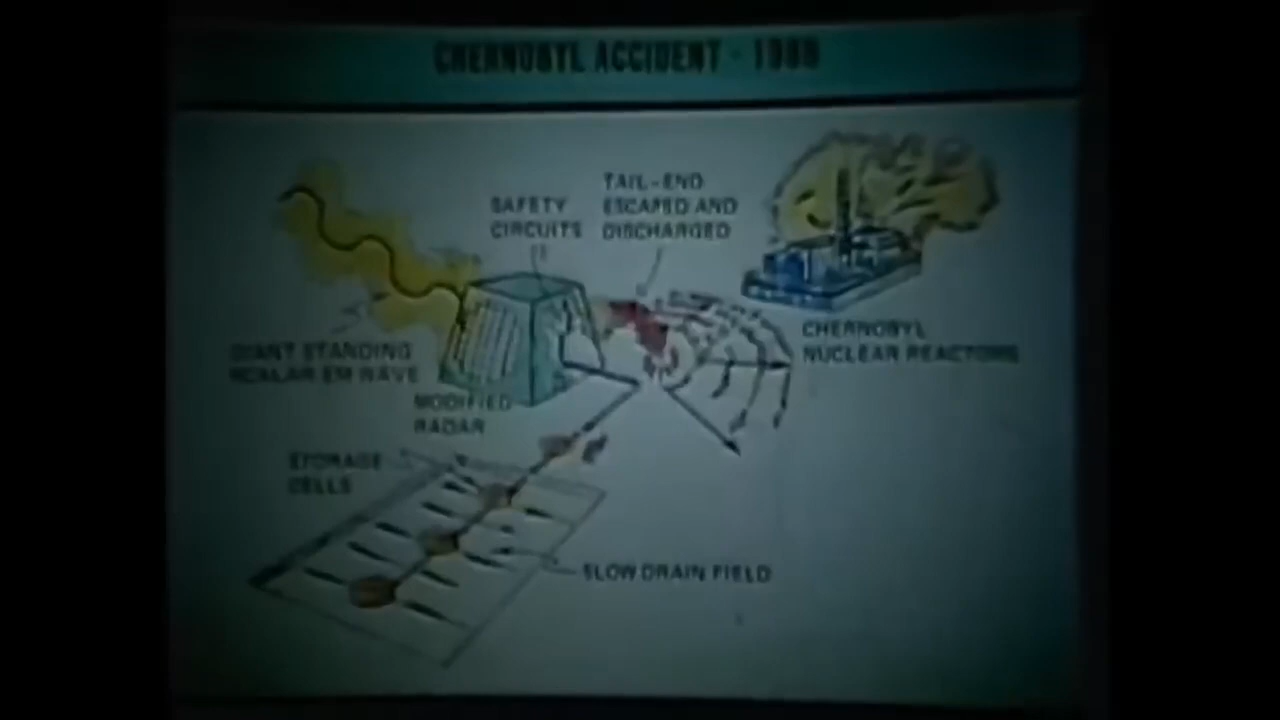 CHERNOBYL ACCIDENT - 1986
SAFETY
CIRCUITS
TAIL-END
ESCAPED AND
DISCHARGED
CHERNOBYL
NUCLEAR REACTORS
GIANT STANDING
SCALAR EM WAVE
MODIFIED
RADAR
STORAGE
CELLS
SLOW DRAIN FIELD